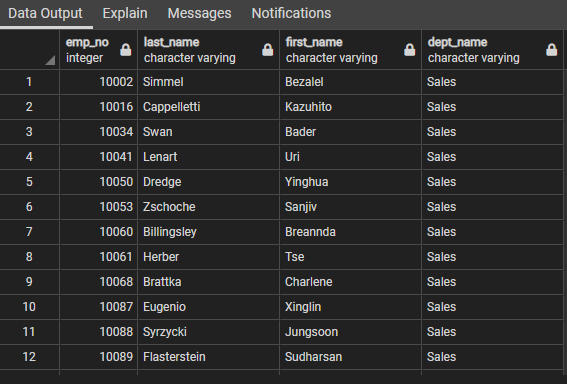 Data Output Explain Messages Notifications
emp_no last_name first_name dept_name
integer character varying character varying character varying
1 10002 Simmel Bezalel Sales
2 10016 Cappelletti Kazuhito Sales
3 10034 Swan Bader Sales
4 10041 Lenart Uri Sales
5 10050 Dredge Yinghua Sales
6 10053 Zschoche Sanjiv Sales
7 10060 Billingsley Breannda Sales
8 10061 Herber Tse Sales
9 10068 Brattka Charlene Sales
10 10087 Eugenio Xinglin Sales
11 10088 Syrzycki Jungsoon Sales
12 10089 Flasterstein Sudharsan Sales